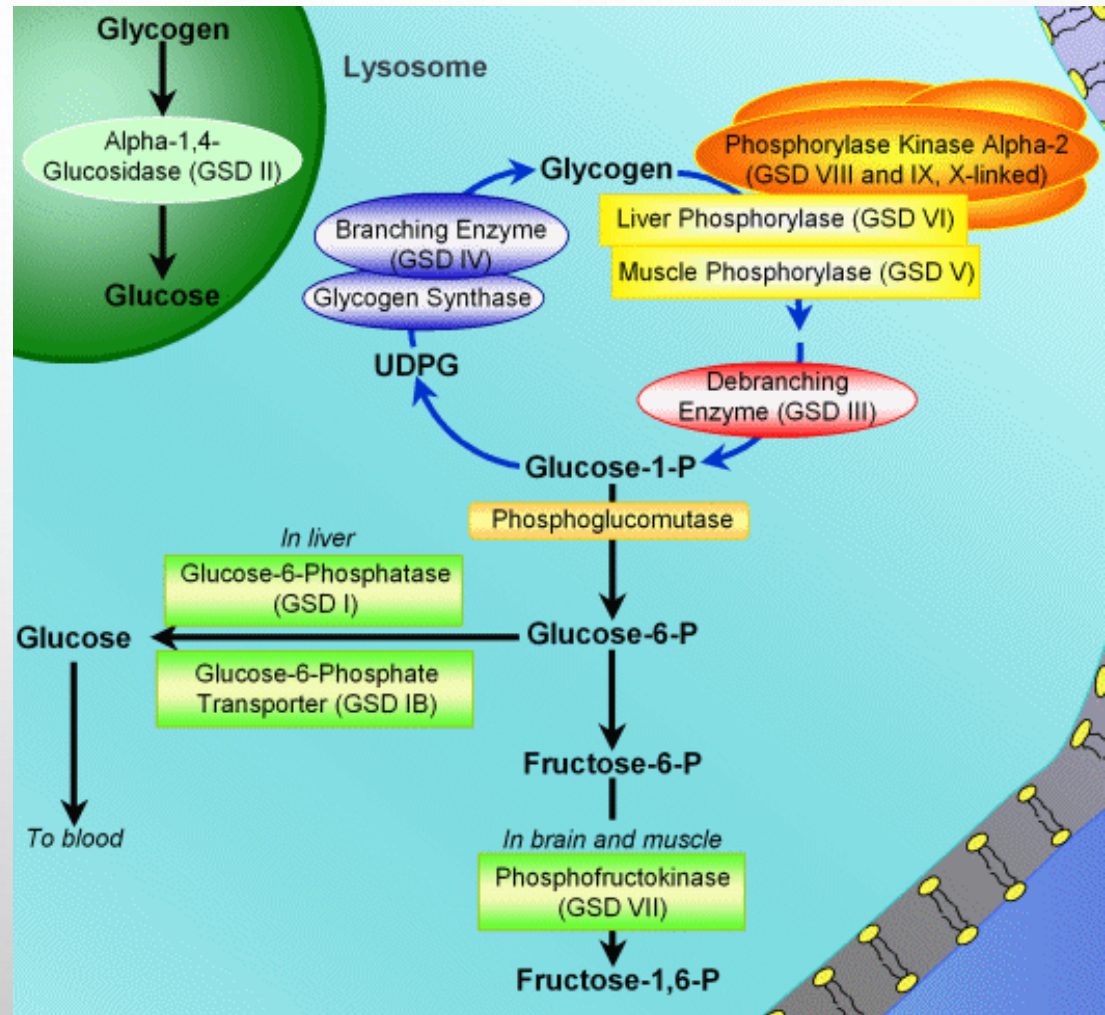 Glycogen
Lysosome
Alpha-1,4-
Glucosidase (GSD II)
Glucose
Glycogen
Phosphorylase Kinase Alpha-2
(GSD VIII and IX, X-linked)
Liver Phosphorylase (GSD VI)
Muscle Phosphorylase (GSD V)
Branching Enzyme
(GSD IV)
Glycogen Synthase
UDPG
Debranching
Enzyme (GSD III)
Glucose-1-P
Phosphoglucomutase
In liver
Glucose-6-Phosphatase
(GSD I)
Glucose
Glucose-6-P
Glucose-6-Phosphate
Transporter (GSD IB)
To blood
Fructose-6-P
In brain and muscle
Phosphofructokinase
(GSD VII)
Fructose-1,6-P